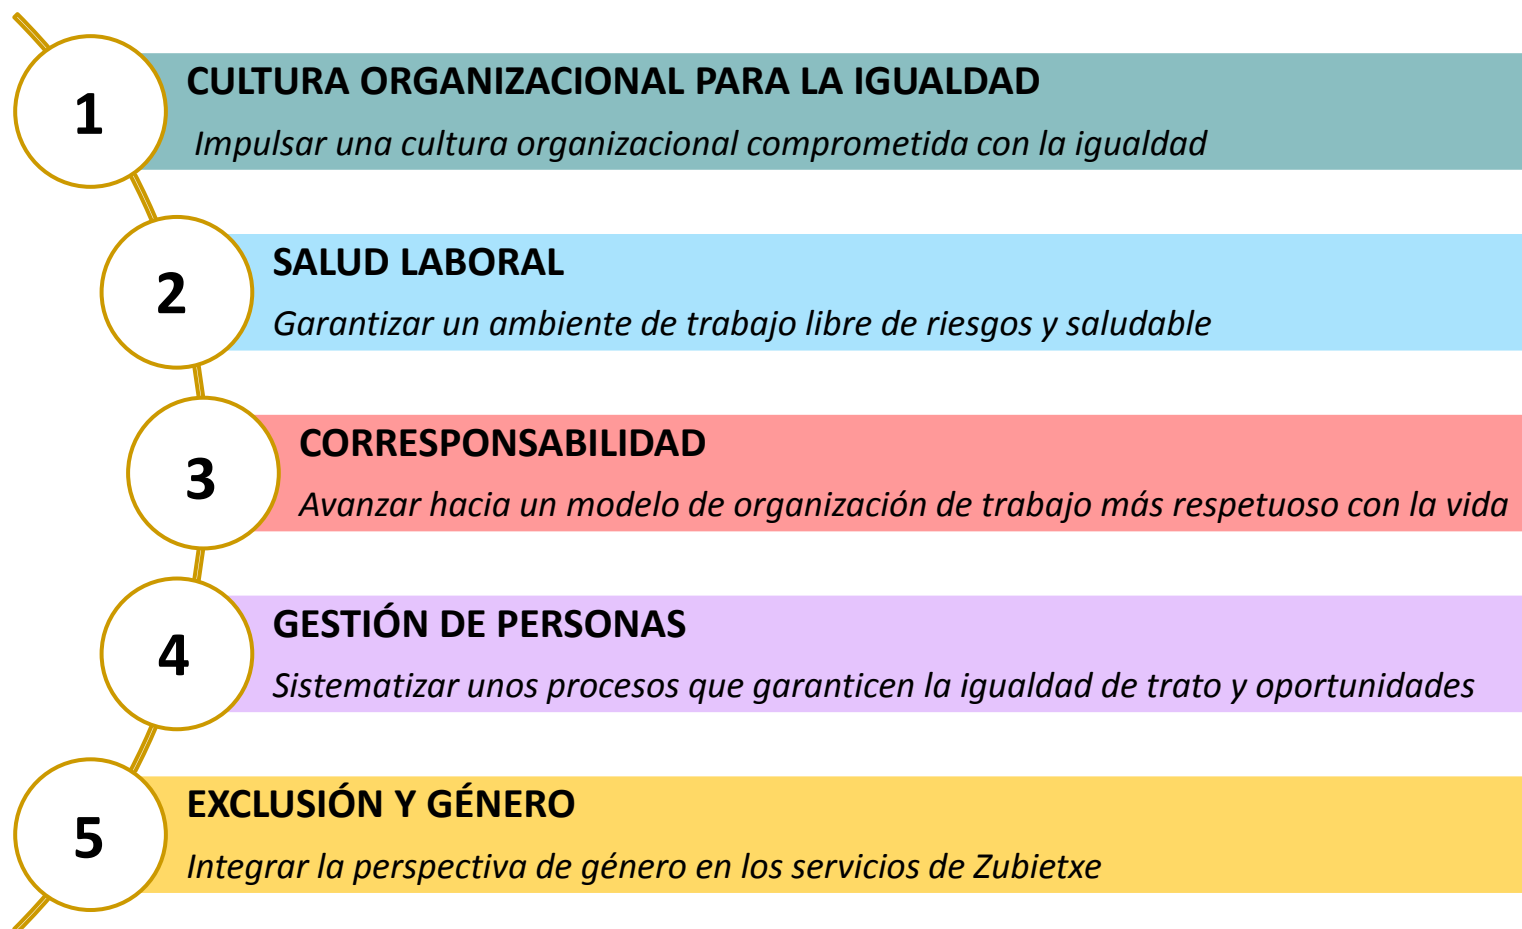 1
CULTURA ORGANIZACIONAL PARA LA IGUALDAD
Impulsar una cultura organizacional comprometida con la igualdad
2
SALUD LABORAL
Garantizar un ambiente de trabajo libre de riesgos y saludable
3
CORRESPONSABILIDAD
Avanzar hacia un modelo de organización de trabajo más respetuoso con la vida
4
GESTIÓN DE PERSONAS
Sistematizar unos procesos que garanticen la igualdad de trato y oportunidades
5
EXCLUSIÓN Y GÉNERO
Integrar la perspectiva de género en los servicios de Zubietxe